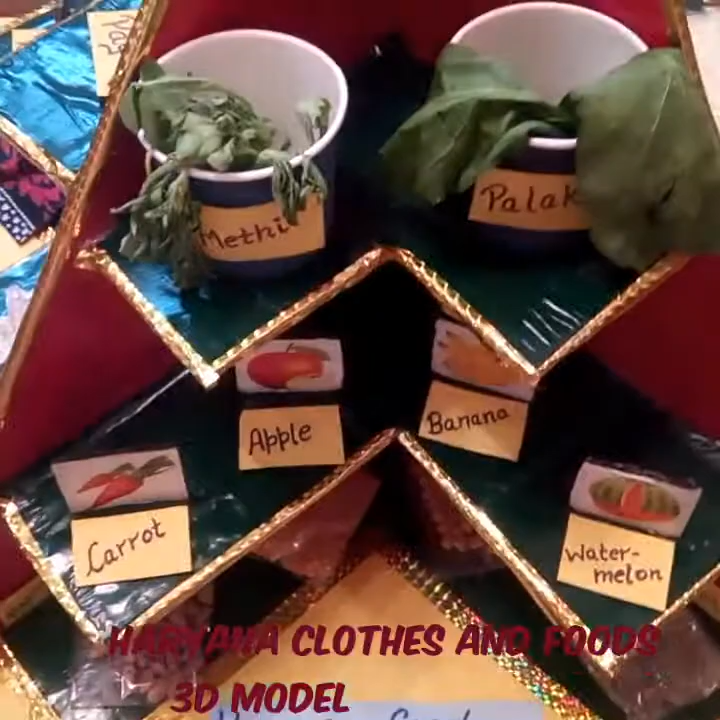 Methi
Palak
Apple
Banana
Carrot
Water-
melon
HARYANA CLOTHES AND FOODS
3D MODEL